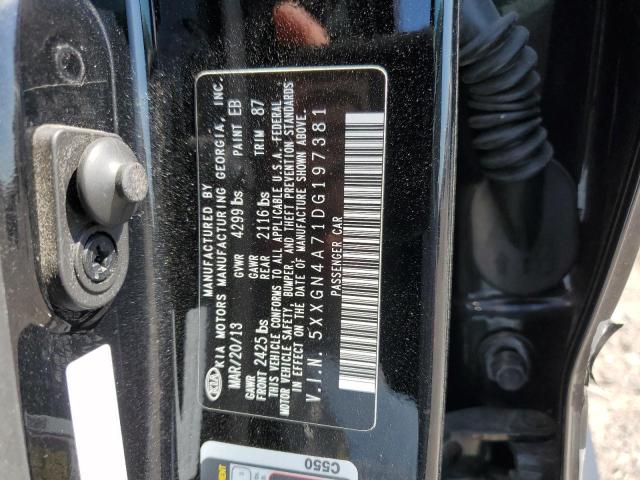 KIA
MANUFACTURED BY
KIA MOTORS MANUFACTURING GEORGIA, INC.
MAR/20/13 GVWR 4299 lbs PAINT EB
GAWR FRONT 2425 lbs GAWR REAR 2116 lbs TRIM 87
THIS VEHICLE CONFORMS TO ALL APPLICABLE U.S.A. FEDERAL
MOTOR VEHICLE SAFETY, BUMPER, AND THEFT PREVENTION STANDARDS
IN EFFECT ON THE DATE OF MANUFACTURE SHOWN ABOVE.
V.I.N. 5XXGN4A71DG197381
PASSENGER CAR
C550